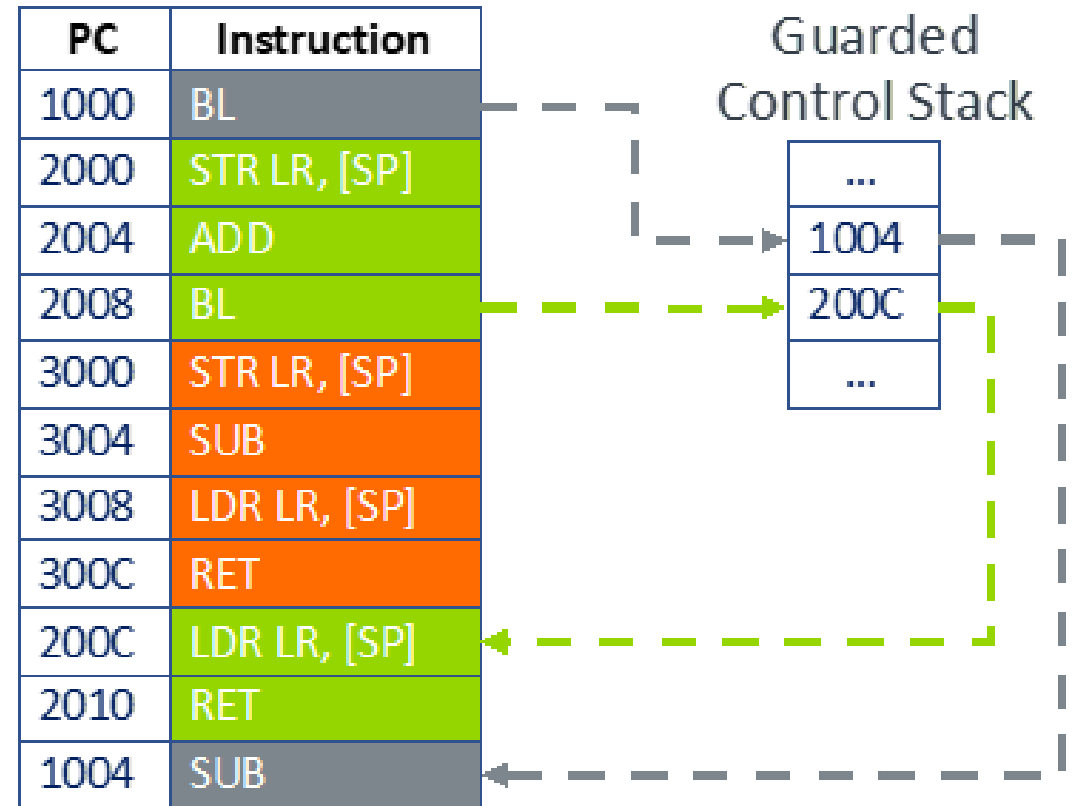 PC Instruction
1000 BL
2000 STR LR, [SP]
2004 ADD
2008 BL
3000 STR LR, [SP]
3004 SUB
3008 LDR LR, [SP]
300C RET
200C LDR LR, [SP]
2010 RET
1004 SUB
Guarded
Control Stack
...
1004
200C
...